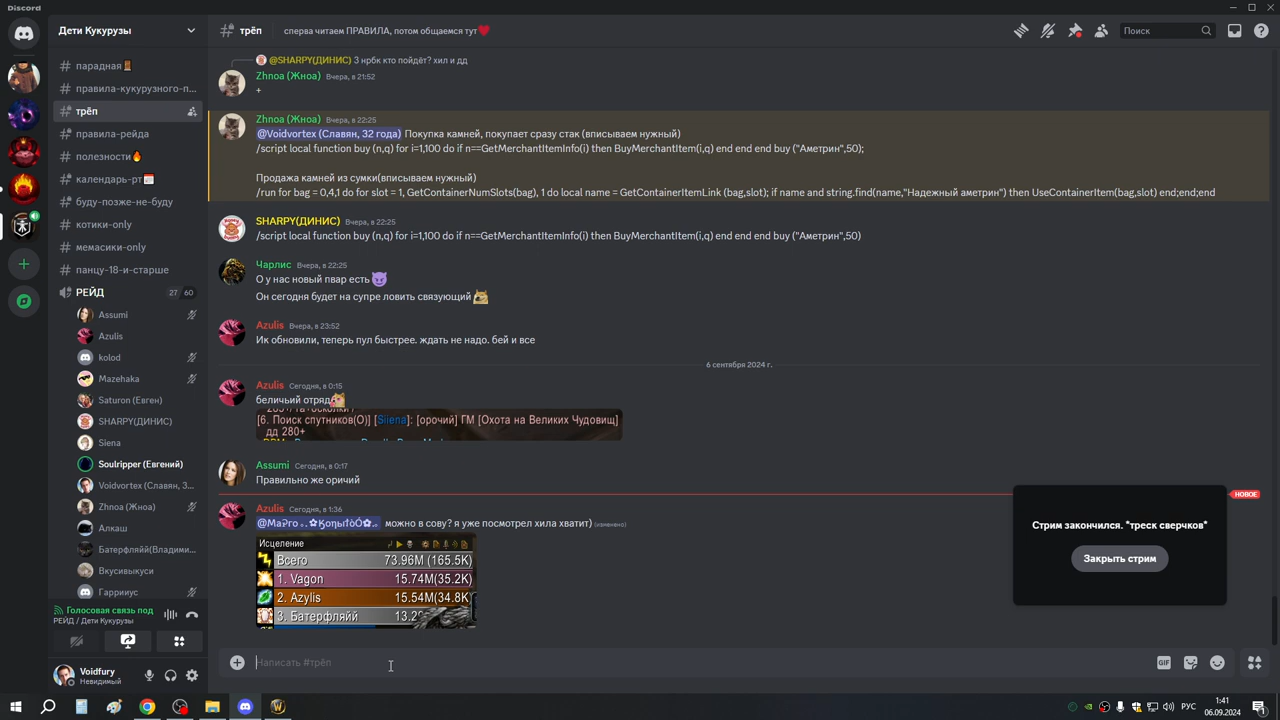 Discord
Дети Кукурузы
трёп
сперва читаем ПРАВИЛА, потом общаемся тут❤️
Поиск
парадная
правила-кукурузного-п...
трёп
правила-рейда
полезности🔥
календарь-рт📅
буду-позже-не-буду
котики-only
мемасики-only
панцу-18-и-старше
РЕЙД
27 60
Assumi
Azulis
kolod
Mazehaka
Saturon (Евген)
SHARPY(ДИНИС)
Siena
Soulripper (Евгений)
Voidvortex (Славян, 3...
Zhnoa (Жноа)
Алкаш
Батерфляйй(Владими...
Вкусивыкуси
Гарриус
Голосовая связь под
РЕЙД / Дети Кукурузы
Voidfury
Невидимый
@SHARPY(ДИНИС) 3 нрбк кто пойдёт? хил и дд
Zhnoa (Жноа) Вчера, в 21:52
+
Zhnoa (Жноа) Вчера, в 22:25
@Voidvortex (Славян, 32 года) Покупка камней, покупает сразу стак (вписываем нужный)
/script local function buy (n,q) for i=1,100 do if n==GetMerchantItemInfo(i) then BuyMerchantItem(i,q) end end end buy ("Аметрин",50);
Продажа камней из сумки(вписываем нужный)
/run for bag = 0,4,1 do for slot = 1, GetContainerNumSlots(bag), 1 do local name = GetContainerItemLink (bag,slot); if name and string.find(name,"Надежный аметрин") then UseContainerItem(bag,slot) end;end;end
SHARPY(ДИНИС) Вчера, в 22:25
/script local function buy (n,q) for i=1,100 do if n==GetMerchantItemInfo(i) then BuyMerchantItem(i,q) end end end buy ("Аметрин",50)
Чарлис Вчера, в 22:25
О у нас новый пвар есть 😈
Он сегодня будет на супре ловить связующий
Azulis Вчера, в 23:52
Ик обновили, теперь пул быстрее. ждать не надо. бей и все
6 сентября 2024 г.
Azulis Сегодня, в 0:15
беличьий отряд
[6. Поиск спутников(О)] [Siiena]: [орочий] ГМ [Охота на Великих Чудовищ]
дд 280+
Assumi Сегодня, в 0:17
Правильно же оричий
НОВОЕ
Azulis Сегодня, в 1:36
можно в сову? я уже посмотрел хила хватит) (изменено)
Исцеление
Всего 73.96M (165.5K)
1. Vagon 15.74M(35.2K)
2. Azylis 15.54M(34.8K
3. Батерфляйй 13.2
Стрим закончился. *треск сверчков*
Закрыть стрим
Написать #трёп
GIF
РУС
1:41
06.09.2024